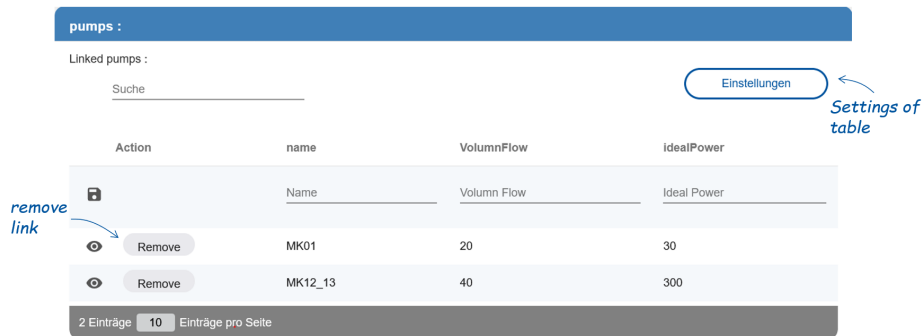 pumps :
Linked pumps :
Suche
Einstellungen
Settings of
table
Action name VolumnFlow idealPower
Name Volumn Flow Ideal Power
remove
link
Remove MK01 20 30
Remove MK12_13 40 300
2 Einträge 10 Einträge pro Seite